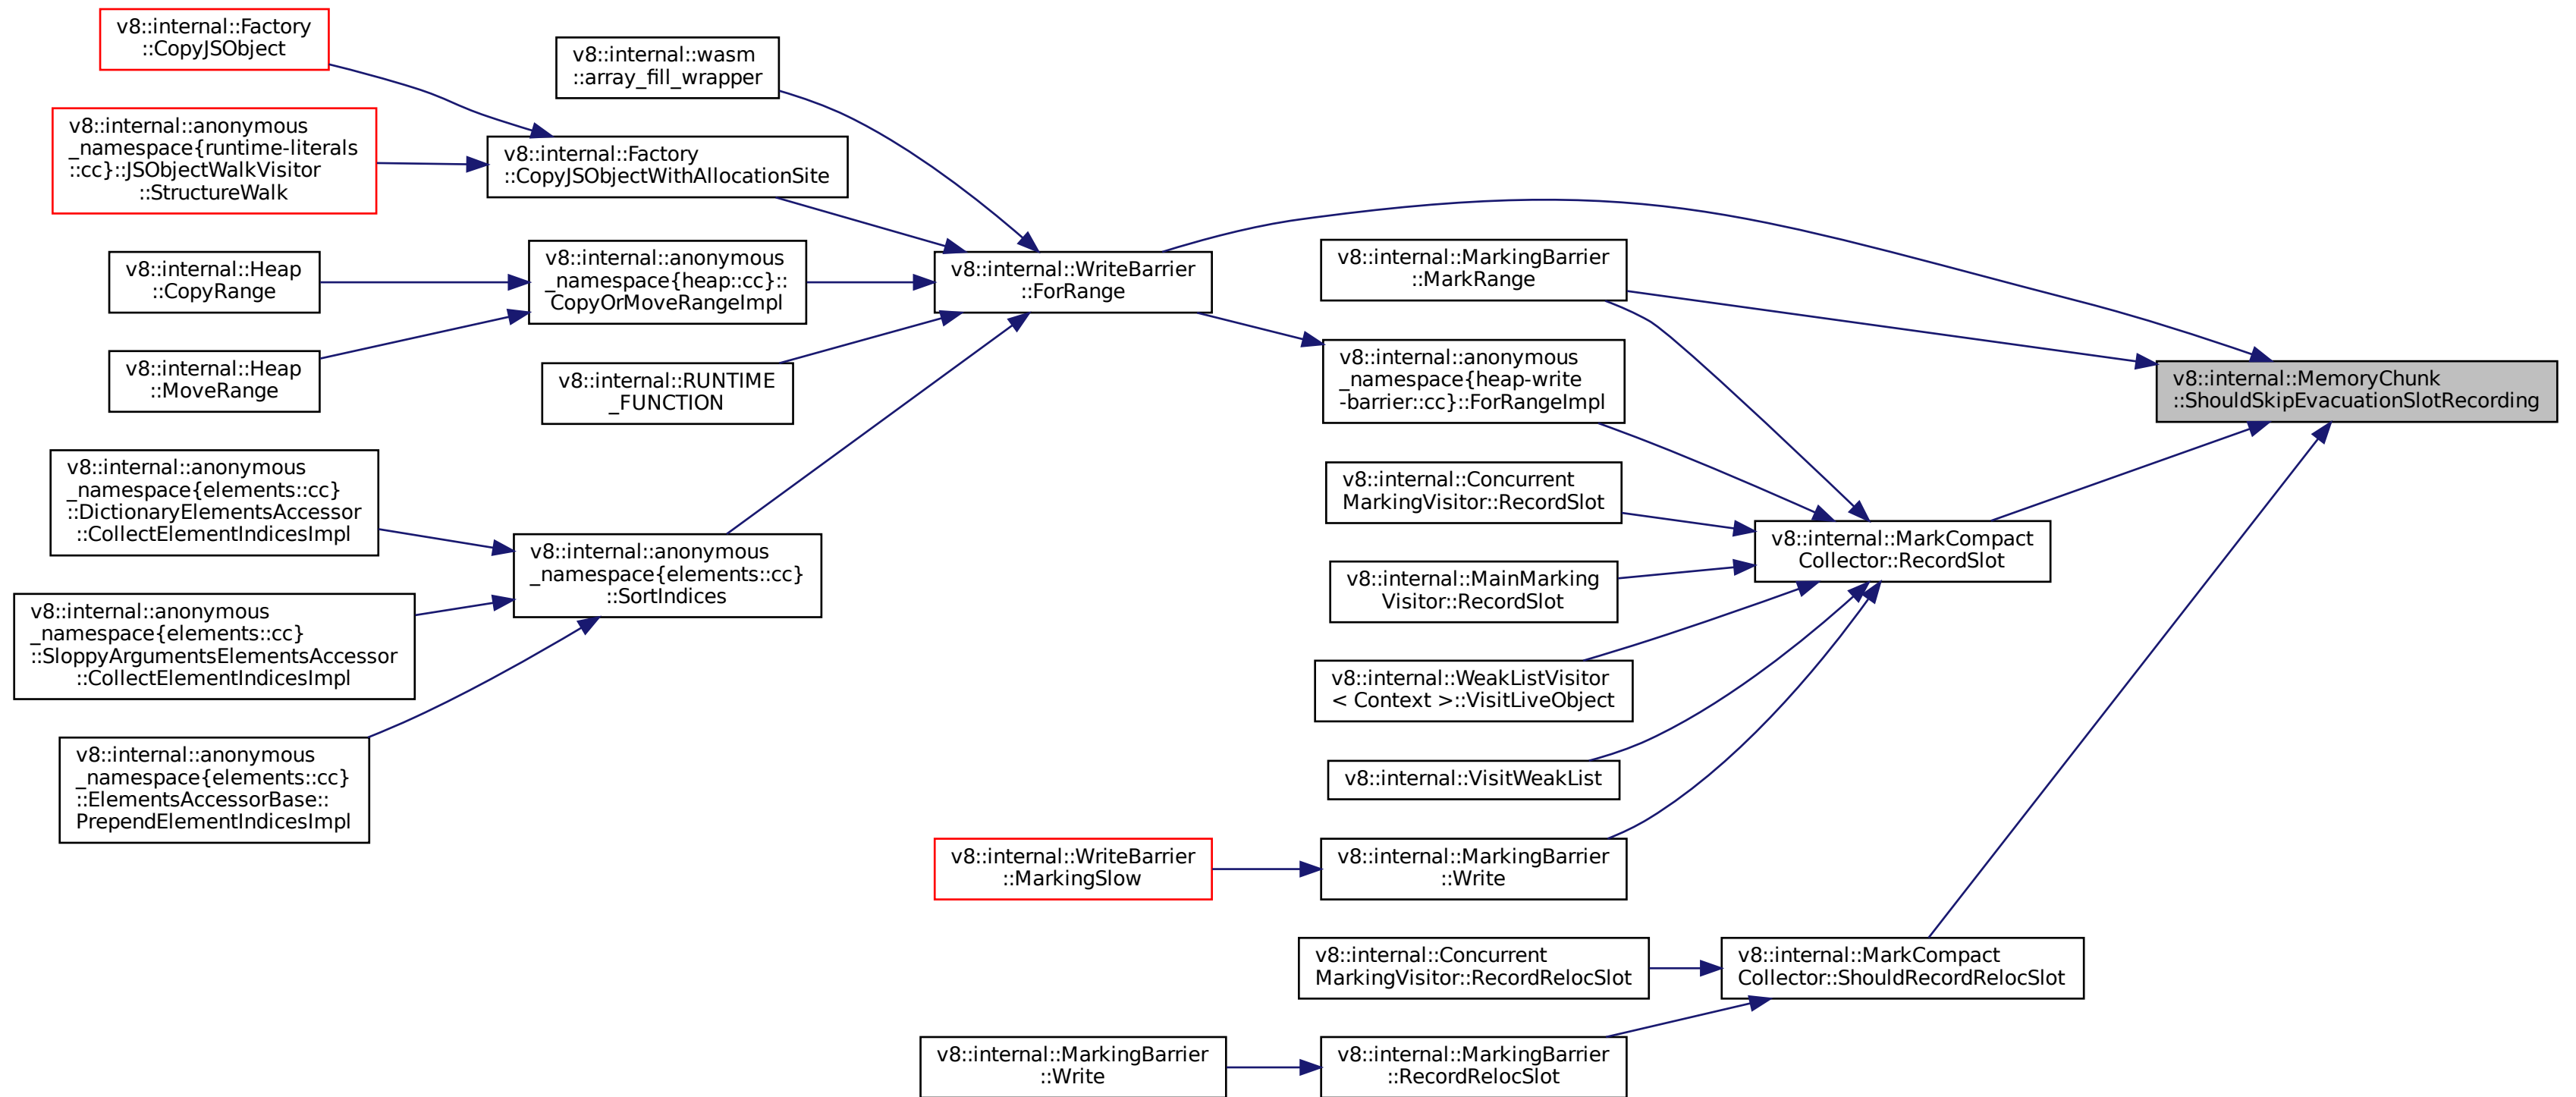 v8::internal::Factory
::CopyJSObject
v8::internal::anonymous
_namespace{runtime-literals
::cc}::JSObjectWalkVisitor
::StructureWalk
v8::internal::Heap
::CopyRange
v8::internal::Heap
::MoveRange
v8::internal::anonymous
_namespace{elements::cc}
::DictionaryElementsAccessor
::CollectElementIndicesImpl
v8::internal::anonymous
_namespace{elements::cc}
::SloppyArgumentsElementsAccessor
::CollectElementIndicesImpl
v8::internal::anonymous
_namespace{elements::cc}
::ElementsAccessorBase::
PrependElementIndicesImpl
v8::internal::wasm
::array_fill_wrapper
v8::internal::Factory
::CopyJSObjectWithAllocationSite
v8::internal::anonymous
_namespace{heap::cc}::
CopyOrMoveRangeImpl
v8::internal::RUNTIME
_FUNCTION
v8::internal::anonymous
_namespace{elements::cc}
::SortIndices
v8::internal::WriteBarrier
::ForRange
v8::internal::WriteBarrier
::MarkingSlow
v8::internal::MarkingBarrier
::Write
v8::internal::MarkingBarrier
::MarkRange
v8::internal::anonymous
_namespace{heap-write
-barrier::cc}::ForRangeImpl
v8::internal::Concurrent
MarkingVisitor::RecordSlot
v8::internal::MainMarking
Visitor::RecordSlot
v8::internal::WeakListVisitor
< Context >::VisitLiveObject
v8::internal::VisitWeakList
v8::internal::MarkingBarrier
::Write
v8::internal::Concurrent
MarkingVisitor::RecordRelocSlot
v8::internal::MarkingBarrier
::RecordRelocSlot
v8::internal::MarkCompact
Collector::RecordSlot
v8::internal::MarkCompact
Collector::ShouldRecordRelocSlot
v8::internal::MemoryChunk
::ShouldSkipEvacuationSlotRecording